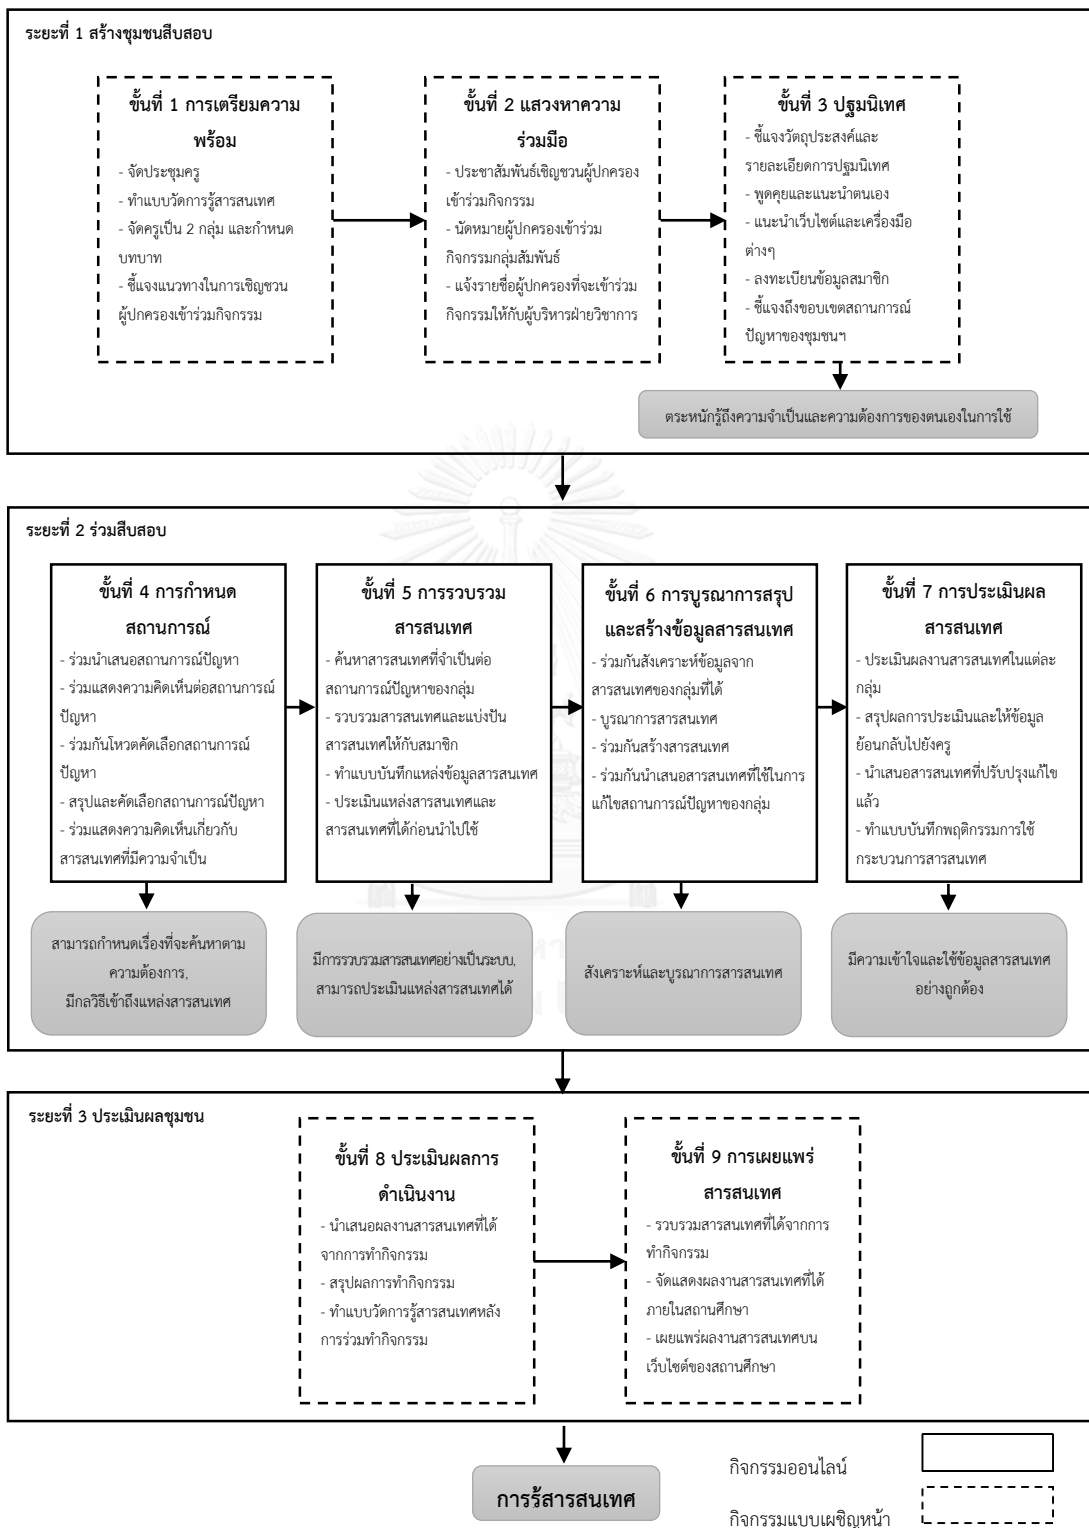 ระยะที่ 1 สร้างชุมชนสืบสอบ
ขั้นที่ 1 การเตรียมความ
พร้อม
- จัดประชุมครู
- ทำแบบวัดการรู้สารสนเทศ
- จัดครูเป็น 2 กลุ่ม และกำหนด
บทบาท
- ชี้แจงแนวทางในการเชิญชวน
ผู้ปกครองเข้าร่วมกิจกรรม
ขั้นที่ 2 แสวงหาความ
ร่วมมือ
- ประชาสัมพันธ์เชิญชวนผู้ปกครอง
เข้าร่วมกิจกรรม
- นัดหมายผู้ปกครองเข้าร่วม
กิจกรรมกลุ่มสัมพันธ์
- แจ้งรายชื่อผู้ปกครองที่จะเข้าร่วม
กิจกรรมให้กับผู้บริหารฝ่ายวิชาการ
ขั้นที่ 3 ปฐมนิเทศ
- ชี้แจงวัตถุประสงค์และ
รายละเอียดการปฐมนิเทศ
- พูดคุยและแนะนำตนเอง
- แนะนำเว็บไซต์และเครื่องมือ
ต่างๆ
- ลงทะเบียนข้อมูลสมาชิก
- ชี้แจงถึงขอบเขตสถานการณ์
ปัญหาของชุมชนฯ
ตระหนักรู้ถึงความจำเป็นและความต้องการของตนเองในการใช้
ระยะที่ 2 ร่วมสืบสอบ
ขั้นที่ 4 การกำหนด
สถานการณ์
- ร่วมนำเสนอสถานการณ์ปัญหา
- ร่วมแสดงความคิดเห็นต่อสถานการณ์
ปัญหา
- ร่วมกันโหวตคัดเลือกสถานการณ์
ปัญหา
- สรุปและคัดเลือกสถานการณ์ปัญหา
- ร่วมแสดงความคิดเห็นเกี่ยวกับ
สารสนเทศที่มีความจำเป็น
ขั้นที่ 5 การรวบรวม
สารสนเทศ
- ค้นหาสารสนเทศที่จำเป็นต่อ
สถานการณ์ปัญหาของกลุ่ม
- รวบรวมสารสนเทศและแบ่งปัน
สารสนเทศให้กับสมาชิก
- ทำแบบบันทึกแหล่งข้อมูลสารสนเทศ
- ประเมินแหล่งสารสนเทศและ
สารสนเทศที่ได้ก่อนนำไปใช้
ขั้นที่ 6 การบูรณาการสรุป
และสร้างข้อมูลสารสนเทศ
- ร่วมกันสังเคราะห์ข้อมูลจาก
สารสนเทศของกลุ่มที่ได้
- บูรณาการสารสนเทศ
- ร่วมกันสร้างสารสนเทศ
- ร่วมกันนำเสนอสารสนเทศที่ใช้ในการ
แก้ไขสถานการณ์ปัญหาของกลุ่ม
ขั้นที่ 7 การประเมินผล
สารสนเทศ
- ประเมินผลงานสารสนเทศในแต่ละ
กลุ่ม
- สรุปผลการประเมินและให้ข้อมูล
ย้อนกลับไปยังครู
- นำเสนอสารสนเทศที่ปรับปรุงแก้ไข
แล้ว
- ทำแบบบันทึกพฤติกรรมการใช้
กระบวนการสารสนเทศ
สามารถกำหนดเรื่องที่จะค้นหาตาม
ความต้องการ,
มีกลวิธีเข้าถึงแหล่งสารสนเทศ
มีการรวบรวมสารสนเทศอย่างเป็นระบบ,
สามารถประเมินแหล่งสารสนเทศได้
สังเคราะห์และบูรณาการสารสนเทศ
มีความเข้าใจและใช้ข้อมูลสารสนเทศ
อย่างถูกต้อง
ระยะที่ 3 ประเมินผลชุมชน
ขั้นที่ 8 ประเมินผลการ
ดำเนินงาน
- นำเสนอผลงานสารสนเทศที่ได้
จากการทำกิจกรรม
- สรุปผลการทำกิจกรรม
- ทำแบบวัดการรู้สารสนเทศหลัง
การร่วมทำกิจกรรม
ขั้นที่ 9 การเผยแพร่
สารสนเทศ
- รวบรวมสารสนเทศที่ได้จากการ
ทำกิจกรรม
- จัดแสดงผลงานสารสนเทศที่ได้
ภายในสถานศึกษา
- เผยแพร่ผลงานสารสนเทศบน
เว็บไซต์ของสถานศึกษา
การรู้สารสนเทศ
กิจกรรมออนไลน์
กิจกรรมแบบเผชิญหน้า